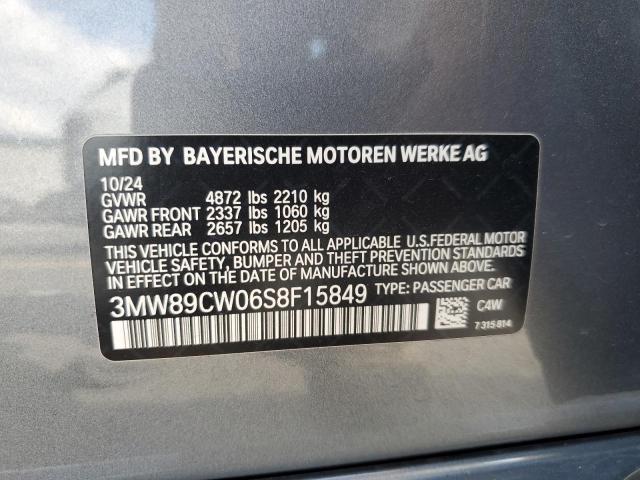 MFD BY BAYERISCHE MOTOREN WERKE AG
10/24
GVWR 4872 lbs 2210 kg
GAWR FRONT 2337 lbs 1060 kg
GAWR REAR 2657 lbs 1205 kg
THIS VEHICLE CONFORMS TO ALL APPLICABLE U.S.FEDERAL MOTOR
VEHICLE SAFETY, BUMPER AND THEFT PREVENTION STANDARDS
IN EFFECT ON THE DATE OF MANUFACTURE SHOWN ABOVE.
3MW89CW06S8F15849 TYPE: PASSENGER CAR
C4W
7 315 814